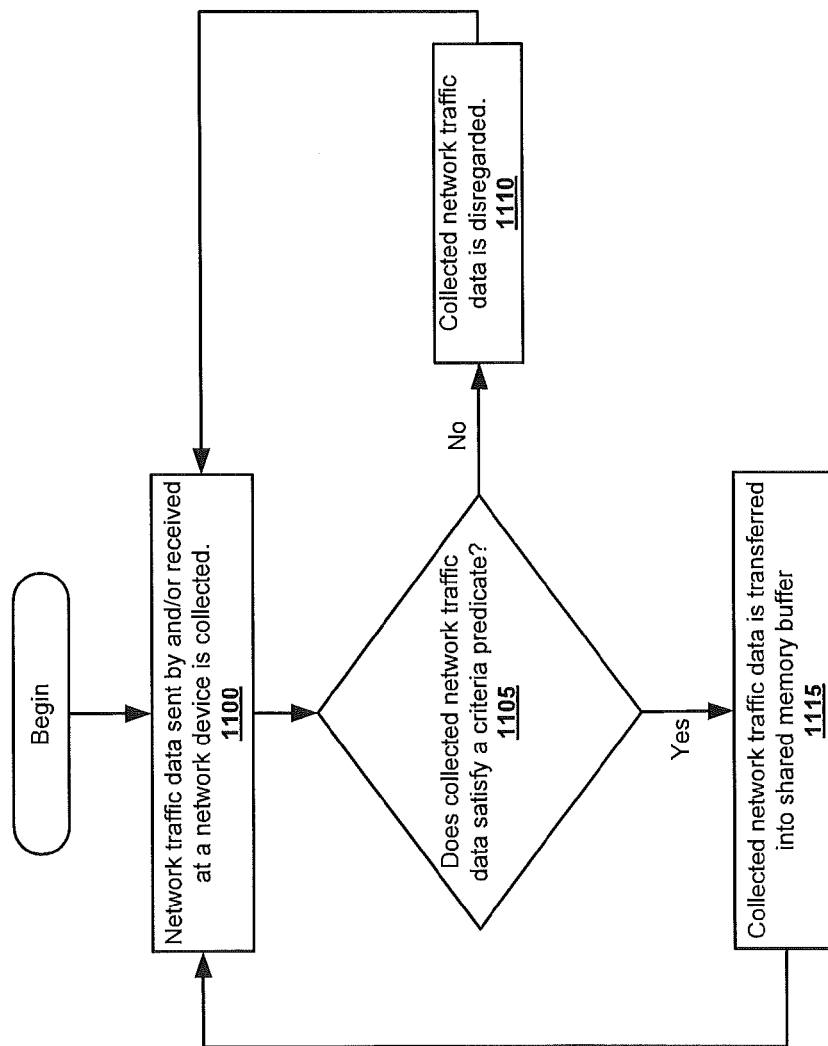 Begin
Network traffic data sent by and/or received
at a network device is collected.
1100
Does collected network traffic
data satisfy a criteria predicate?
1105
No
Collected network traffic
data is disregarded.
1110
Yes
Collected network traffic data is transferred
into shared memory buffer
1115